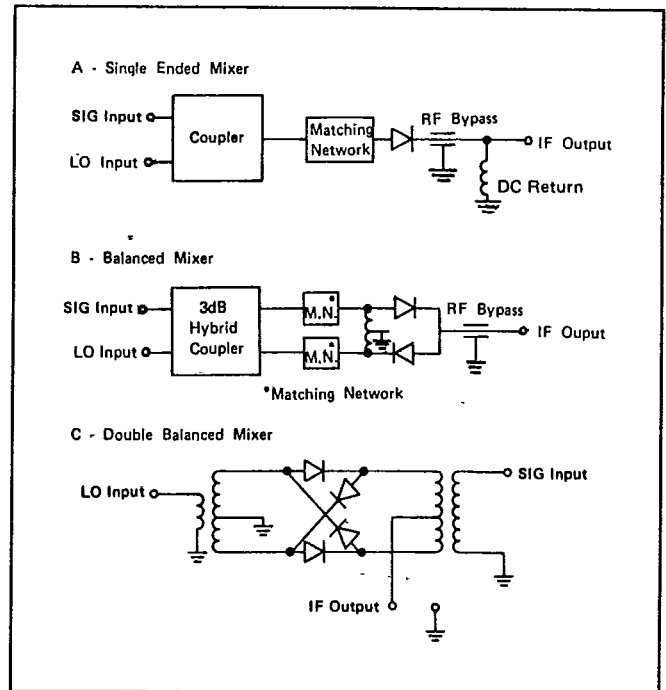 A - Single Ended Mixer
SIG Input
LO Input
Coupler
Matching
Network
RF Bypass
IF Output
DC Return
B - Balanced Mixer
SIG Input
LO Input
3dB
Hybrid
Coupler
M.N.*
M.N.*
RF Bypass
IF Ouput
*Matching Network
C - Double Balanced Mixer
LO Input
SIG Input
IF Output